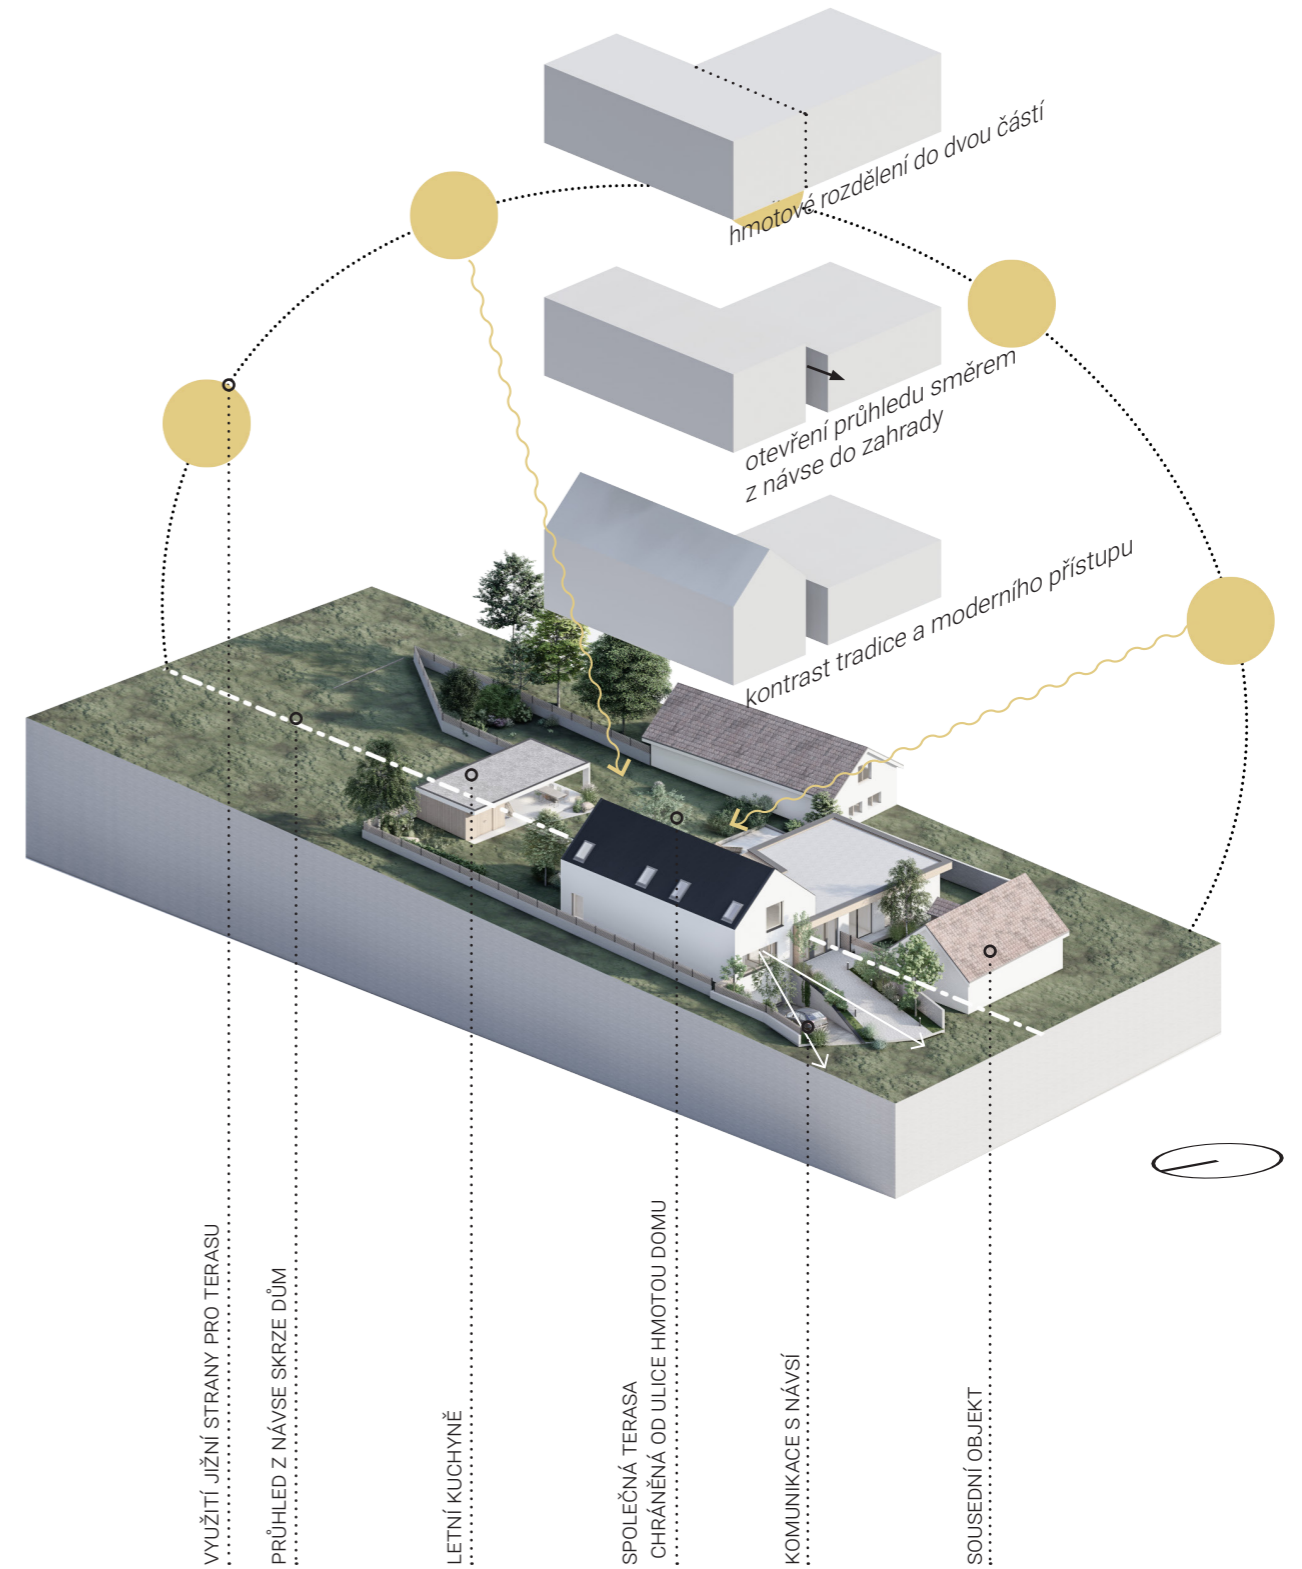 hmotové rozdělení do dvou částí
otevření průhledu směrem
z návse do zahrady
kontrast tradice a moderního přístupu
VYUŽITÍ JIŽNÍ STRANY PRO TERASU
PRŮHLED Z NÁVSE SKRZE DŮM
LETNÍ KUCHYNĚ
SPOLEČNÁ TERASA
CHRÁNĚNÁ OD ULICE HMOTOU DOMU
KOMUNIKACE S NÁVSÍ
SOUSEDNÍ OBJEKT